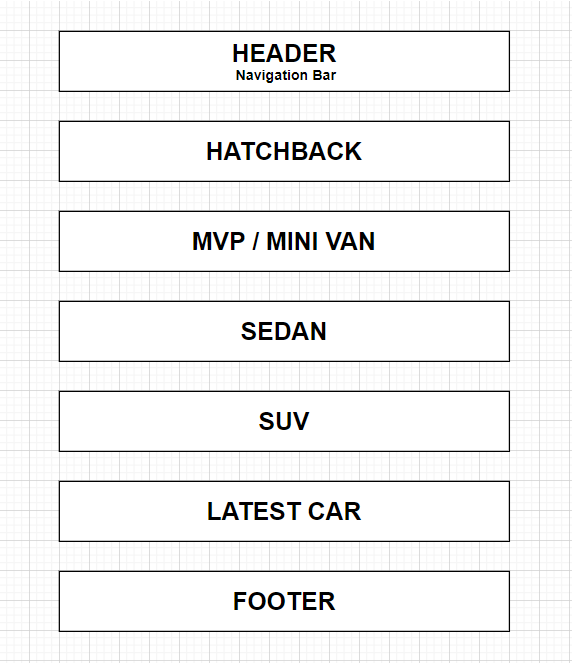 HEADER
Navigation Bar
HATCHBACK
MVP / MINI VAN
SEDAN
SUV
LATEST CAR
FOOTER